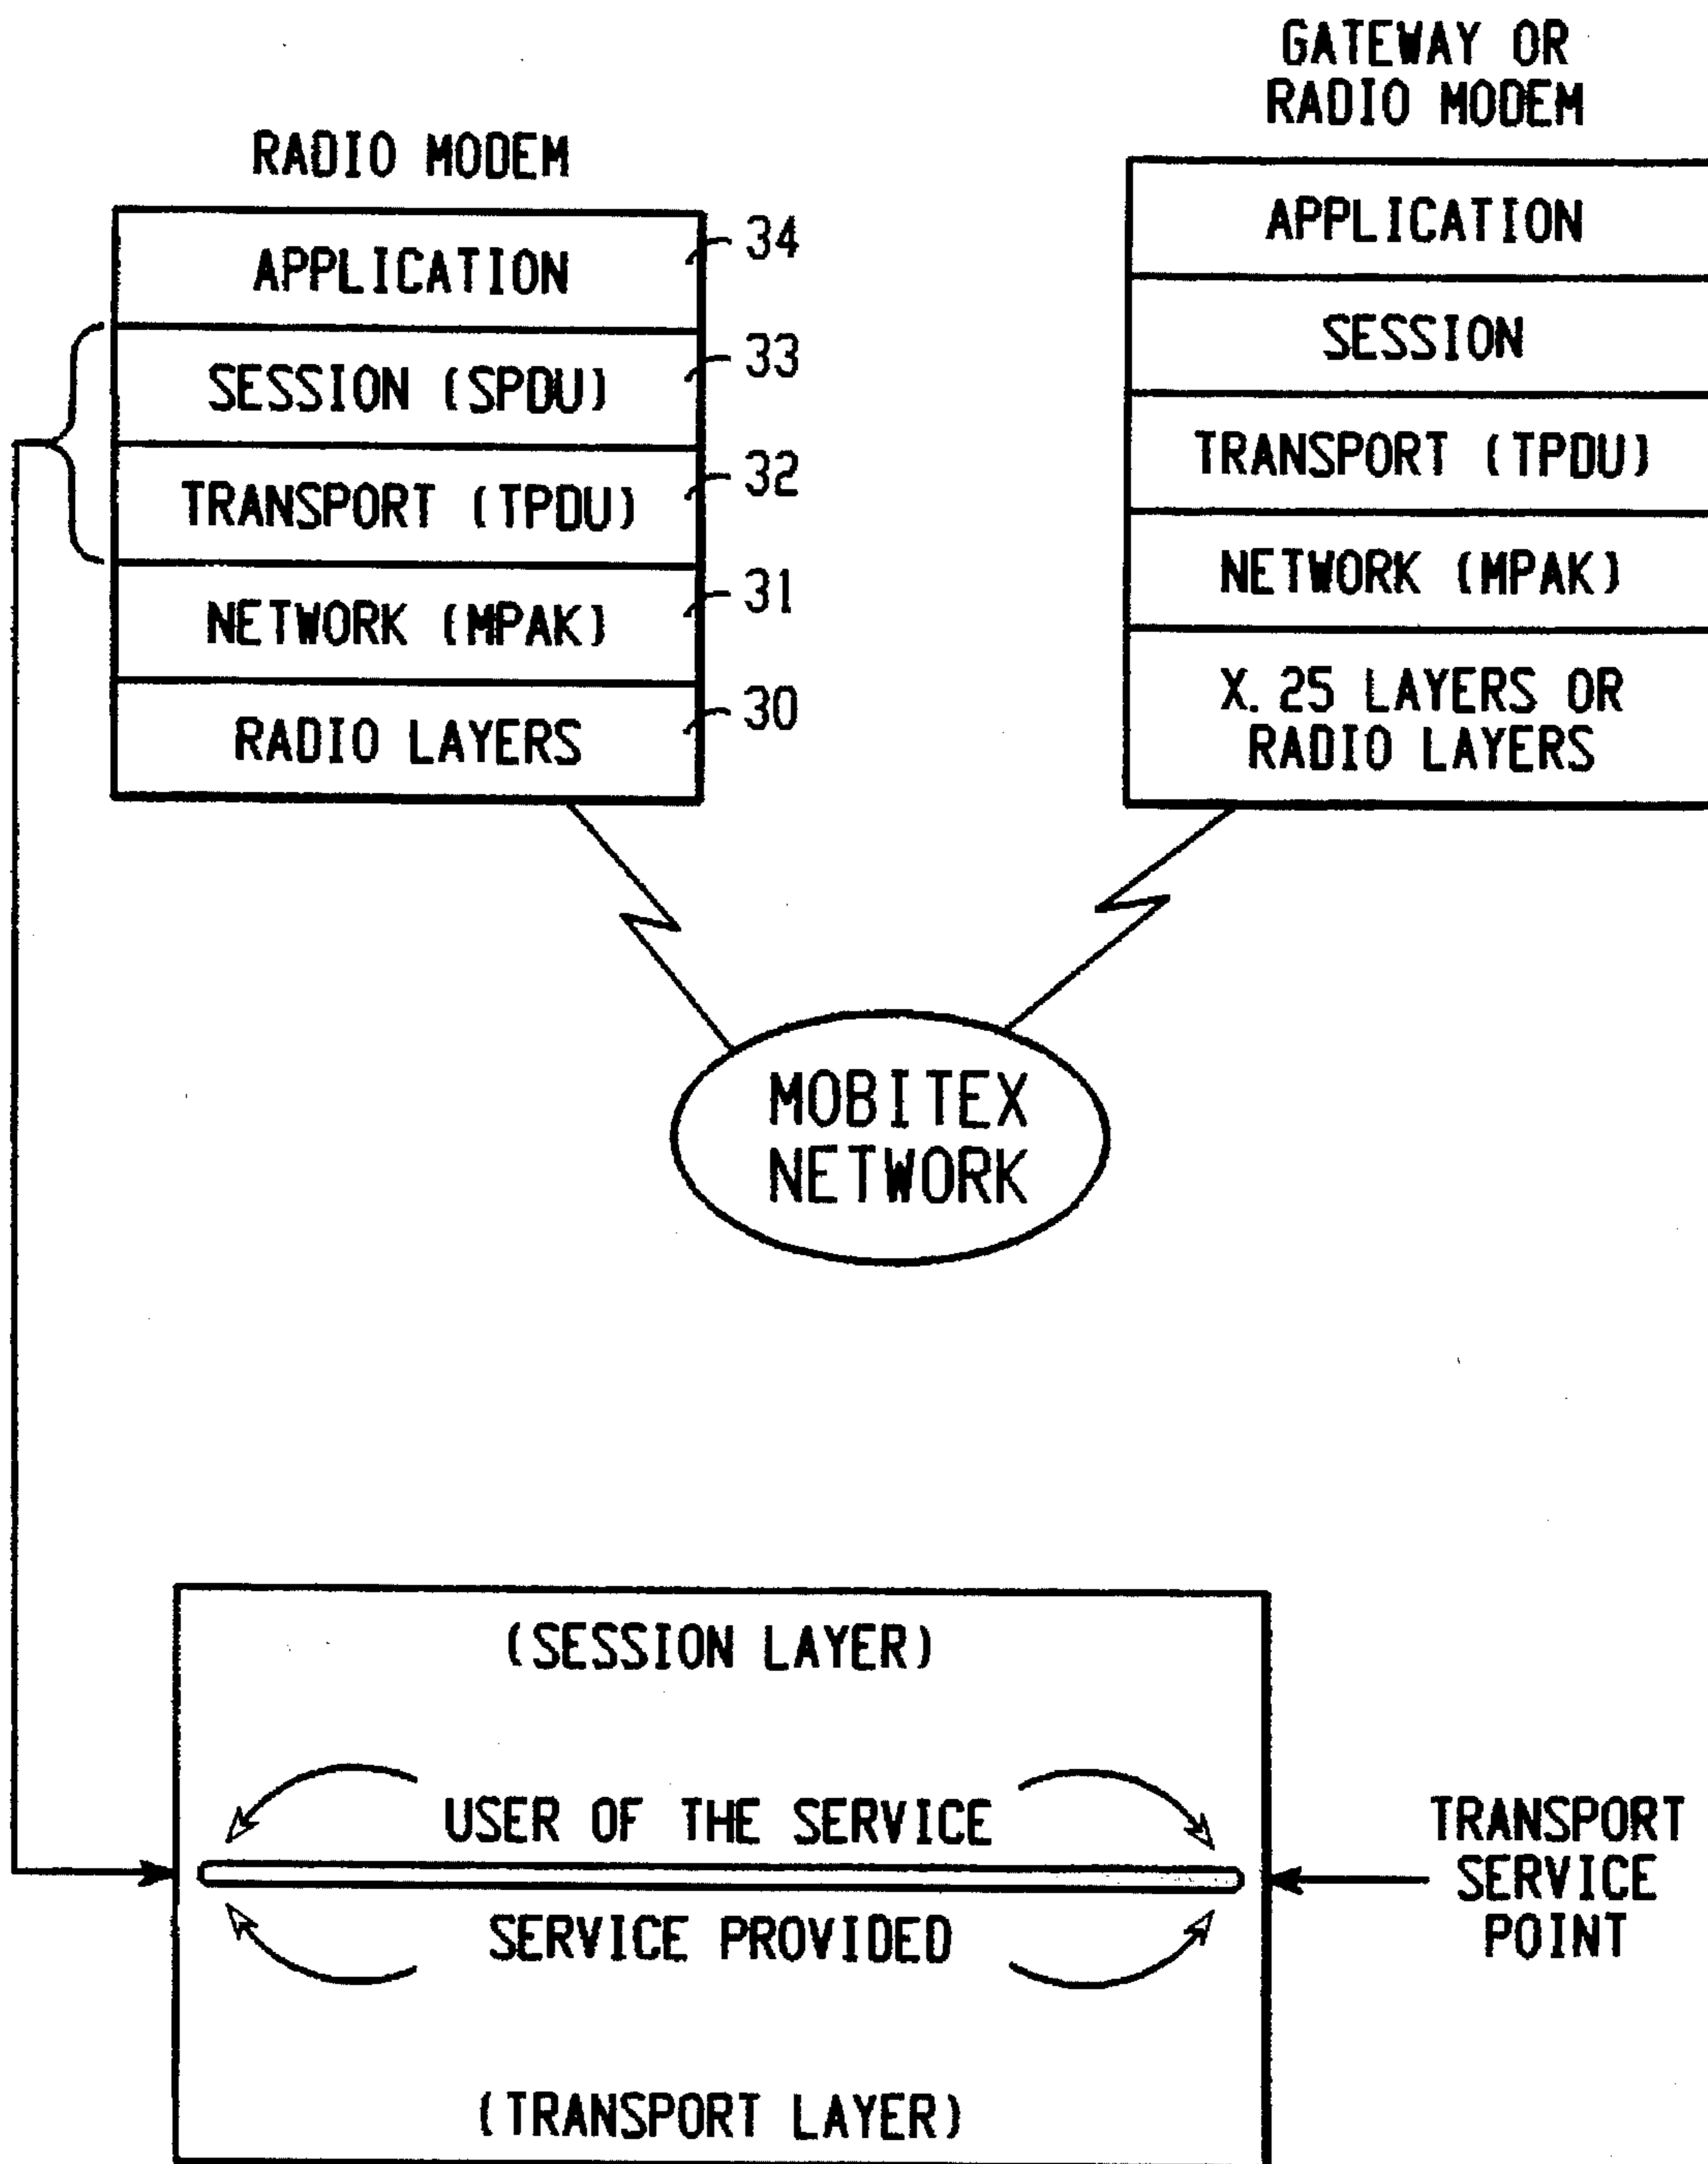 RADIO MODEM
APPLICATION 34
SESSION (SPDU) 33
TRANSPORT (TPDU) 32
NETWORK (MPAK) 31
RADIO LAYERS 30
GATEWAY OR
RADIO MODEM
APPLICATION
SESSION
TRANSPORT (TPDU)
NETWORK (MPAK)
X.25 LAYERS OR
RADIO LAYERS
MOBITEX
NETWORK
(SESSION LAYER)
USER OF THE SERVICE
SERVICE PROVIDED
(TRANSPORT LAYER)
TRANSPORT
SERVICE
POINT